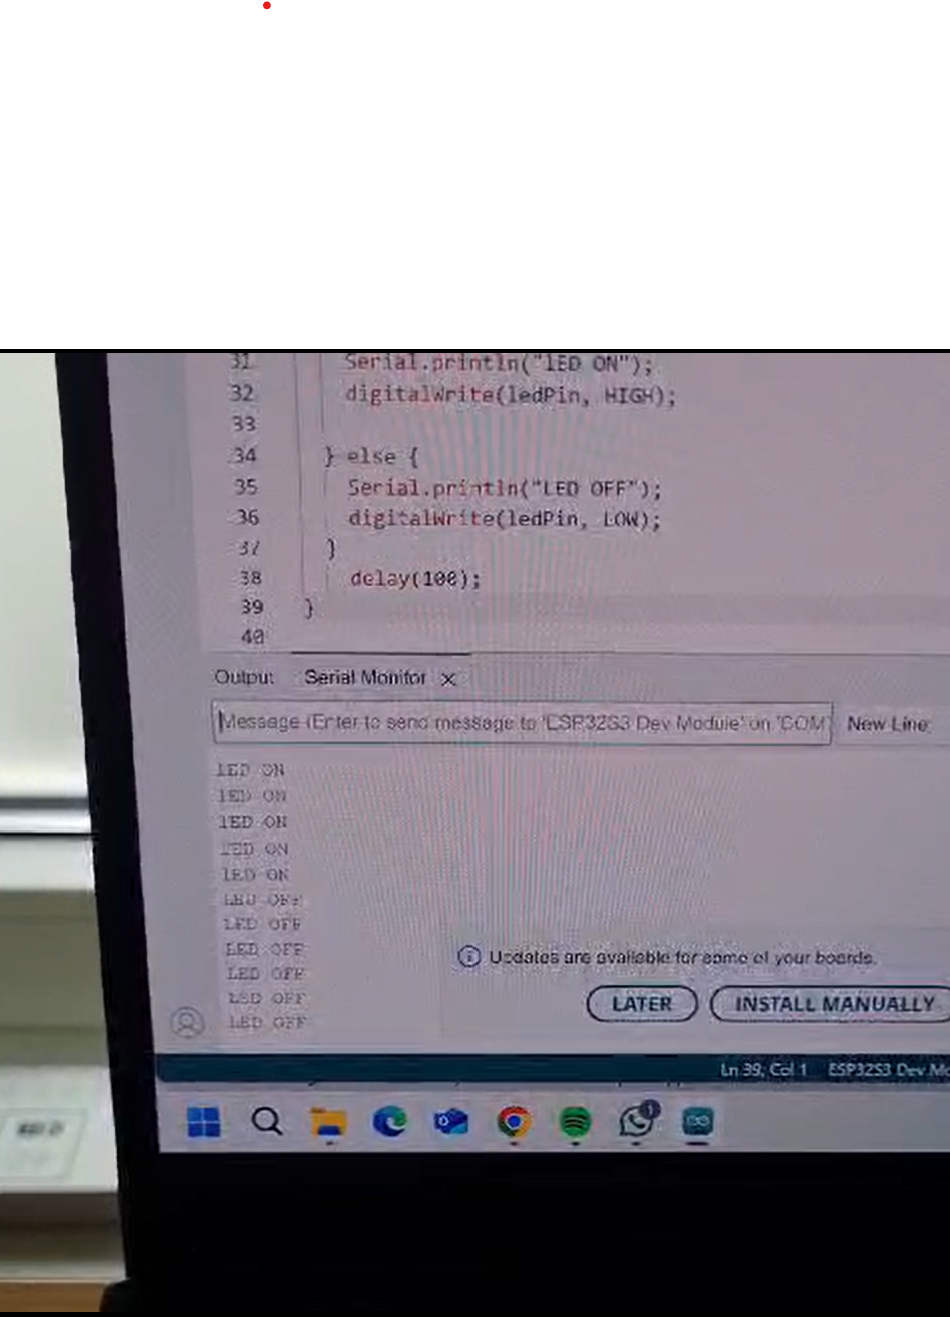 31 Serial.println("lED ON");
32 digitalWrite(ledPin, HIGH);
33
34 } else {
35 Serial.println("LED OFF");
36 digitalWrite(ledPin, LOW);
37 }
38 delay(100);
39 }
40
Output Serial Monitor ×
Message (Enter to send message to 'ESP32S3 Dev Module' on 'COM New Line
lED ON
lED ON
lED ON
lED ON
lED ON
LED OFF
LED OFF
LED OFF
LED OFF
LED OFF
LED OFF
Updates are available for some of your boards.
LATER INSTALL MANUALLY
Ln 39, Col 1 ESP32S3 Dev Mo
1